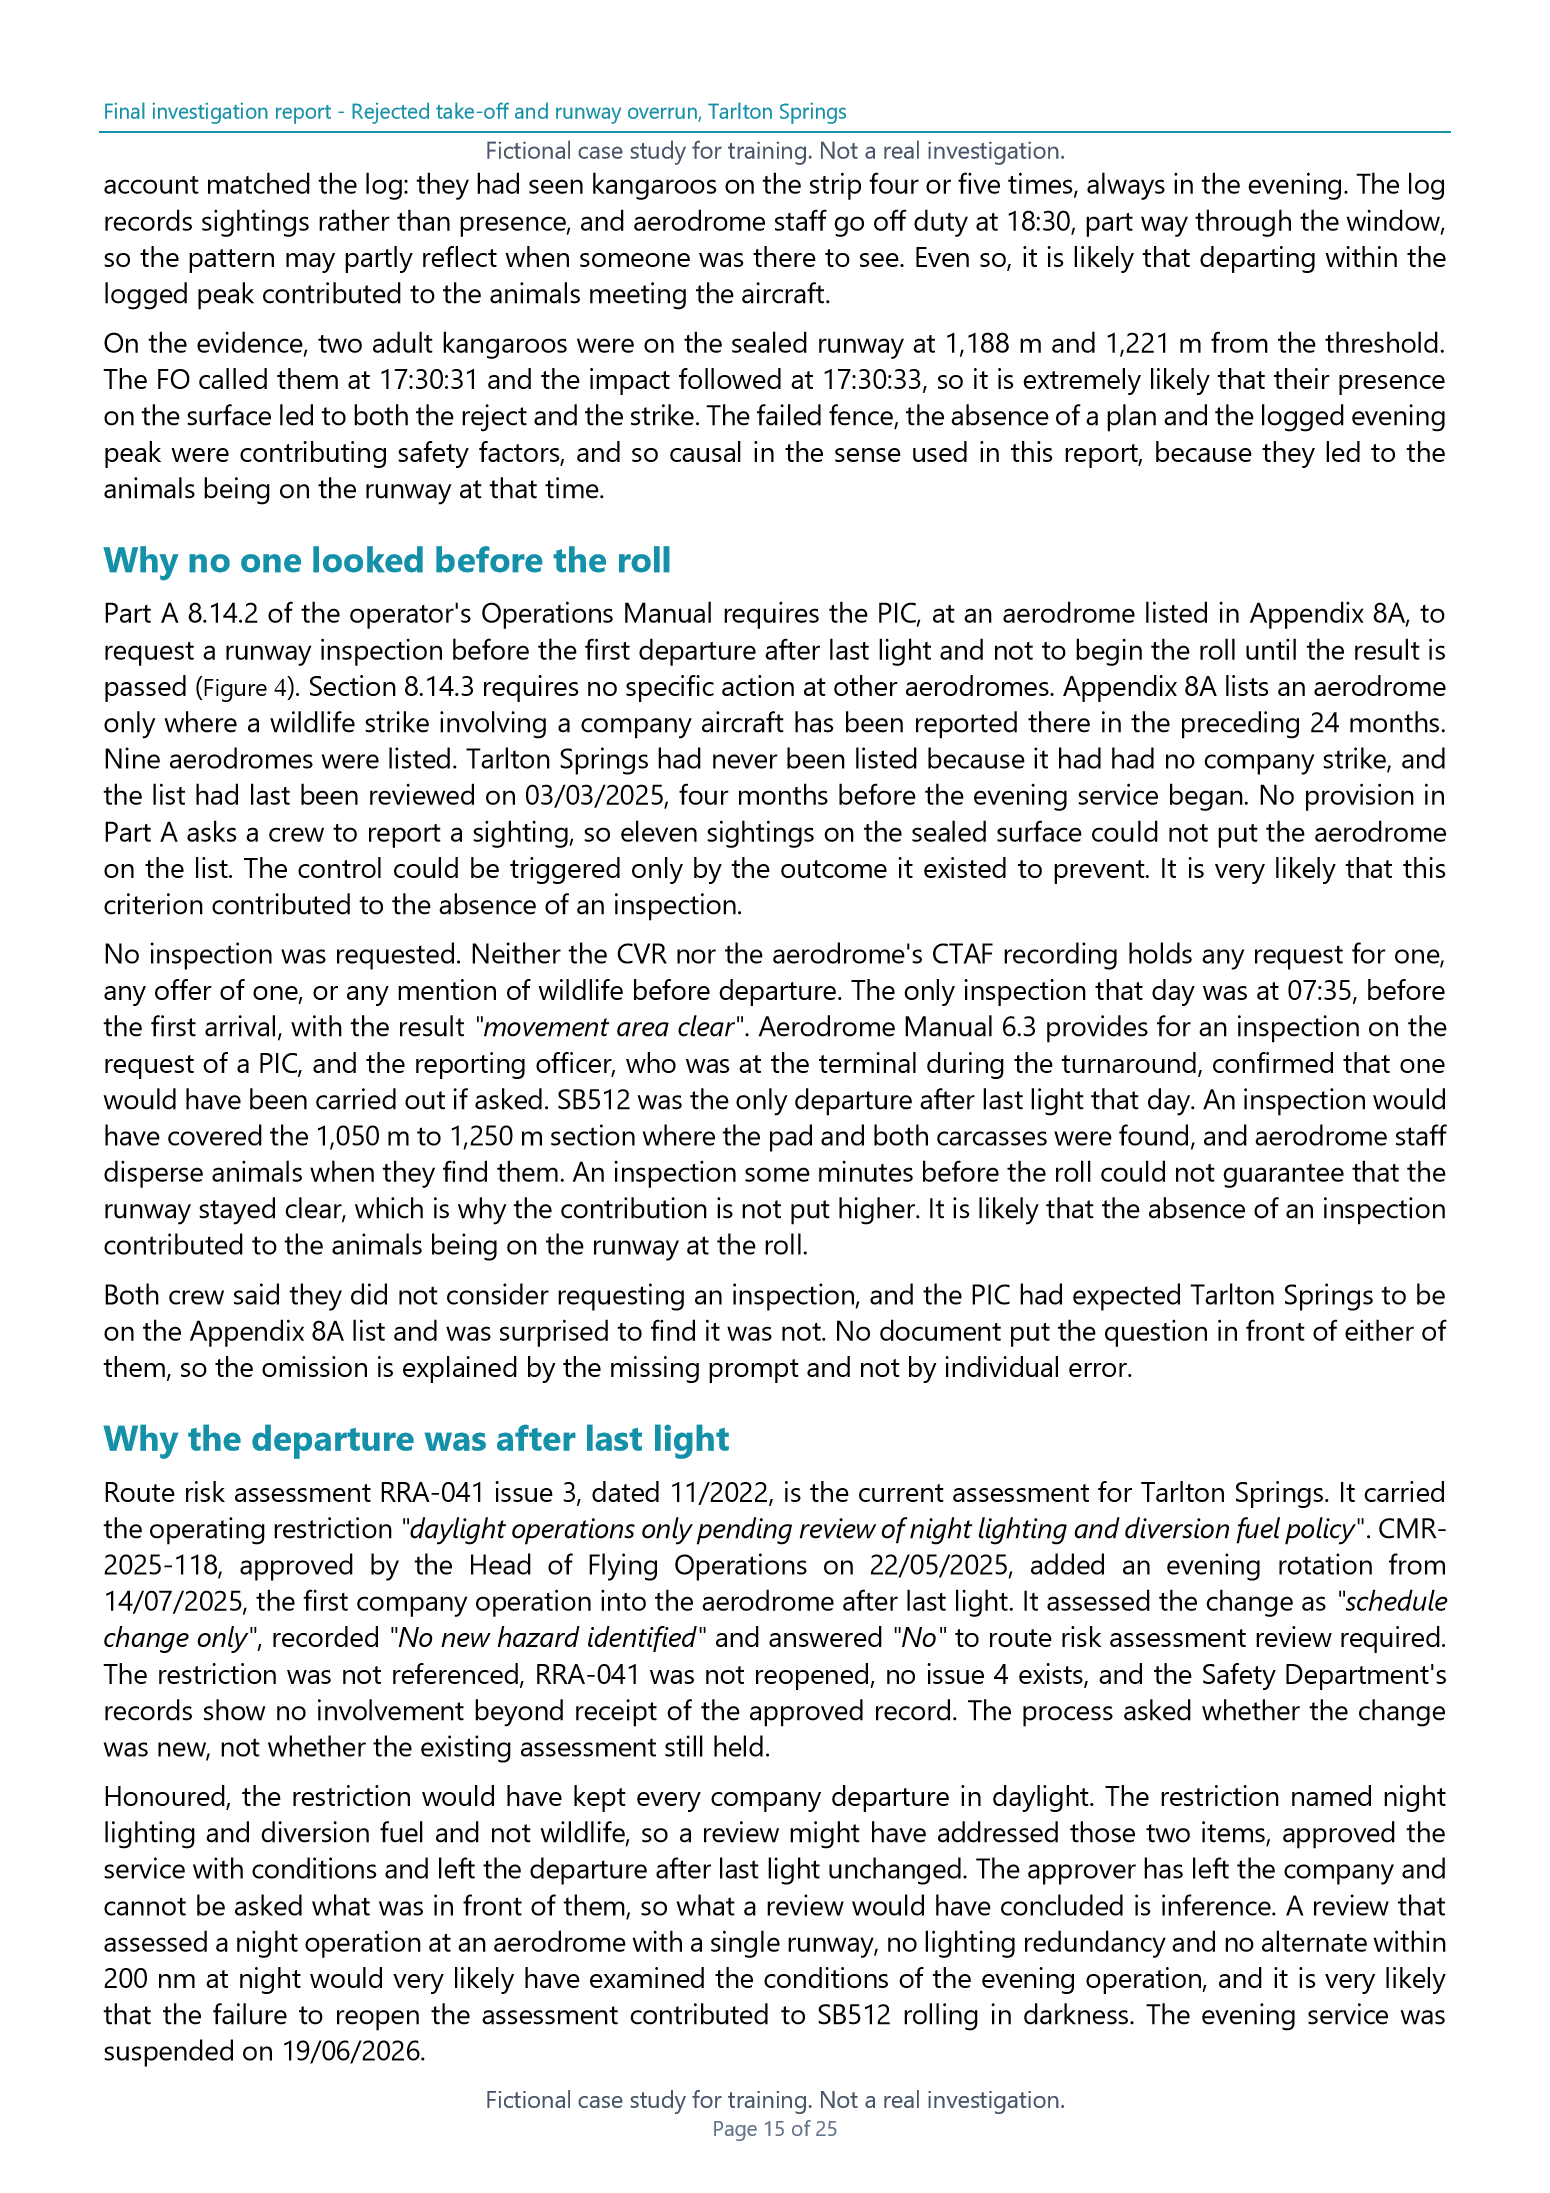 Final investigation report - Rejected take-off and runway overrun, Tarlton Springs
Fictional case study for training. Not a real investigation.
account matched the log: they had seen kangaroos on the strip four or five times, always in the evening. The log
records sightings rather than presence, and aerodrome staff go off duty at 18:30, part way through the window,
so the pattern may partly reflect when someone was there to see. Even so, it is likely that departing within the
logged peak contributed to the animals meeting the aircraft.
On the evidence, two adult kangaroos were on the sealed runway at 1,188 m and 1,221 m from the threshold.
The FO called them at 17:30:31 and the impact followed at 17:30:33, so it is extremely likely that their presence
on the surface led to both the reject and the strike. The failed fence, the absence of a plan and the logged evening
peak were contributing safety factors, and so causal in the sense used in this report, because they led to the
animals being on the runway at that time.
Why no one looked before the roll
Part A 8.14.2 of the operator's Operations Manual requires the PIC, at an aerodrome listed in Appendix 8A, to
request a runway inspection before the first departure after last light and not to begin the roll until the result is
passed (Figure 4). Section 8.14.3 requires no specific action at other aerodromes. Appendix 8A lists an aerodrome
only where a wildlife strike involving a company aircraft has been reported there in the preceding 24 months.
Nine aerodromes were listed. Tarlton Springs had never been listed because it had had no company strike, and
the list had last been reviewed on 03/03/2025, four months before the evening service began. No provision in
Part A asks a crew to report a sighting, so eleven sightings on the sealed surface could not put the aerodrome
on the list. The control could be triggered only by the outcome it existed to prevent. It is very likely that this
criterion contributed to the absence of an inspection.
No inspection was requested. Neither the CVR nor the aerodrome's CTAF recording holds any request for one,
any offer of one, or any mention of wildlife before departure. The only inspection that day was at 07:35, before
the first arrival, with the result "movement area clear". Aerodrome Manual 6.3 provides for an inspection on the
request of a PIC, and the reporting officer, who was at the terminal during the turnaround, confirmed that one
would have been carried out if asked. SB512 was the only departure after last light that day. An inspection would
have covered the 1,050 m to 1,250 m section where the pad and both carcasses were found, and aerodrome staff
disperse animals when they find them. An inspection some minutes before the roll could not guarantee that the
runway stayed clear, which is why the contribution is not put higher. It is likely that the absence of an inspection
contributed to the animals being on the runway at the roll.
Both crew said they did not consider requesting an inspection, and the PIC had expected Tarlton Springs to be
on the Appendix 8A list and was surprised to find it was not. No document put the question in front of either of
them, so the omission is explained by the missing prompt and not by individual error.
Why the departure was after last light
Route risk assessment RRA-041 issue 3, dated 11/2022, is the current assessment for Tarlton Springs. It carried
the operating restriction "daylight operations only pending review of night lighting and diversion fuel policy". CMR-
2025-118, approved by the Head of Flying Operations on 22/05/2025, added an evening rotation from
14/07/2025, the first company operation into the aerodrome after last light. It assessed the change as "schedule
change only", recorded "No new hazard identified" and answered "No" to route risk assessment review required.
The restriction was not referenced, RRA-041 was not reopened, no issue 4 exists, and the Safety Department's
records show no involvement beyond receipt of the approved record. The process asked whether the change
was new, not whether the existing assessment still held.
Honoured, the restriction would have kept every company departure in daylight. The restriction named night
lighting and diversion fuel and not wildlife, so a review might have addressed those two items, approved the
service with conditions and left the departure after last light unchanged. The approver has left the company and
cannot be asked what was in front of them, so what a review would have concluded is inference. A review that
assessed a night operation at an aerodrome with a single runway, no lighting redundancy and no alternate within
200 nm at night would very likely have examined the conditions of the evening operation, and it is very likely
that the failure to reopen the assessment contributed to SB512 rolling in darkness. The evening service was
suspended on 19/06/2026.
Fictional case study for training. Not a real investigation.
Page 15 of 25